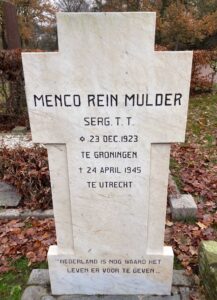 MENCO REIN MULDER
SERG. T. T.
✡ 23 DEC. 1923
TE GRONINGEN
† 24 APRIL 1945
TE UTRECHT
"NEDERLAND IS NOG WAARD HET
LEVEN ER VOOR TE GEVEN...